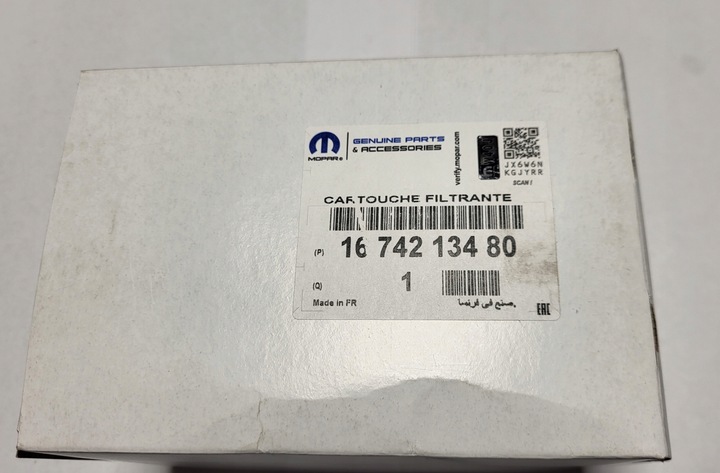 MOPAR®
GENUINE PARTS
& ACCESSORIES
verify.mopar.com
JX6W6N
KGJYRR
SCAN!
CARTOUCHE FILTRANTE
(P) 16 742 134 80
(Q) 1
Made in FR
صنع في فرنسا
EAC